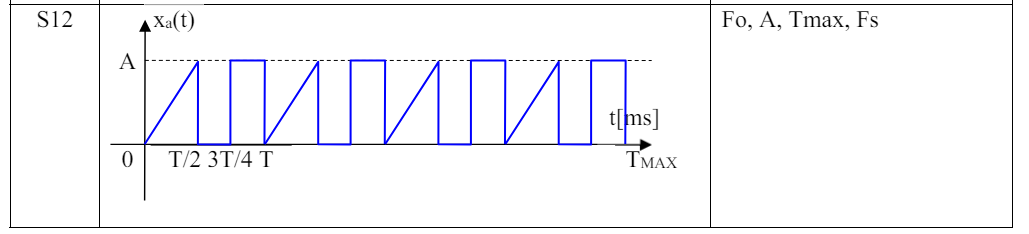 S12
xa(t)
Fo, A, Tmax, Fs
A
t[ms]
0 T/2 3T/4 T TMAX